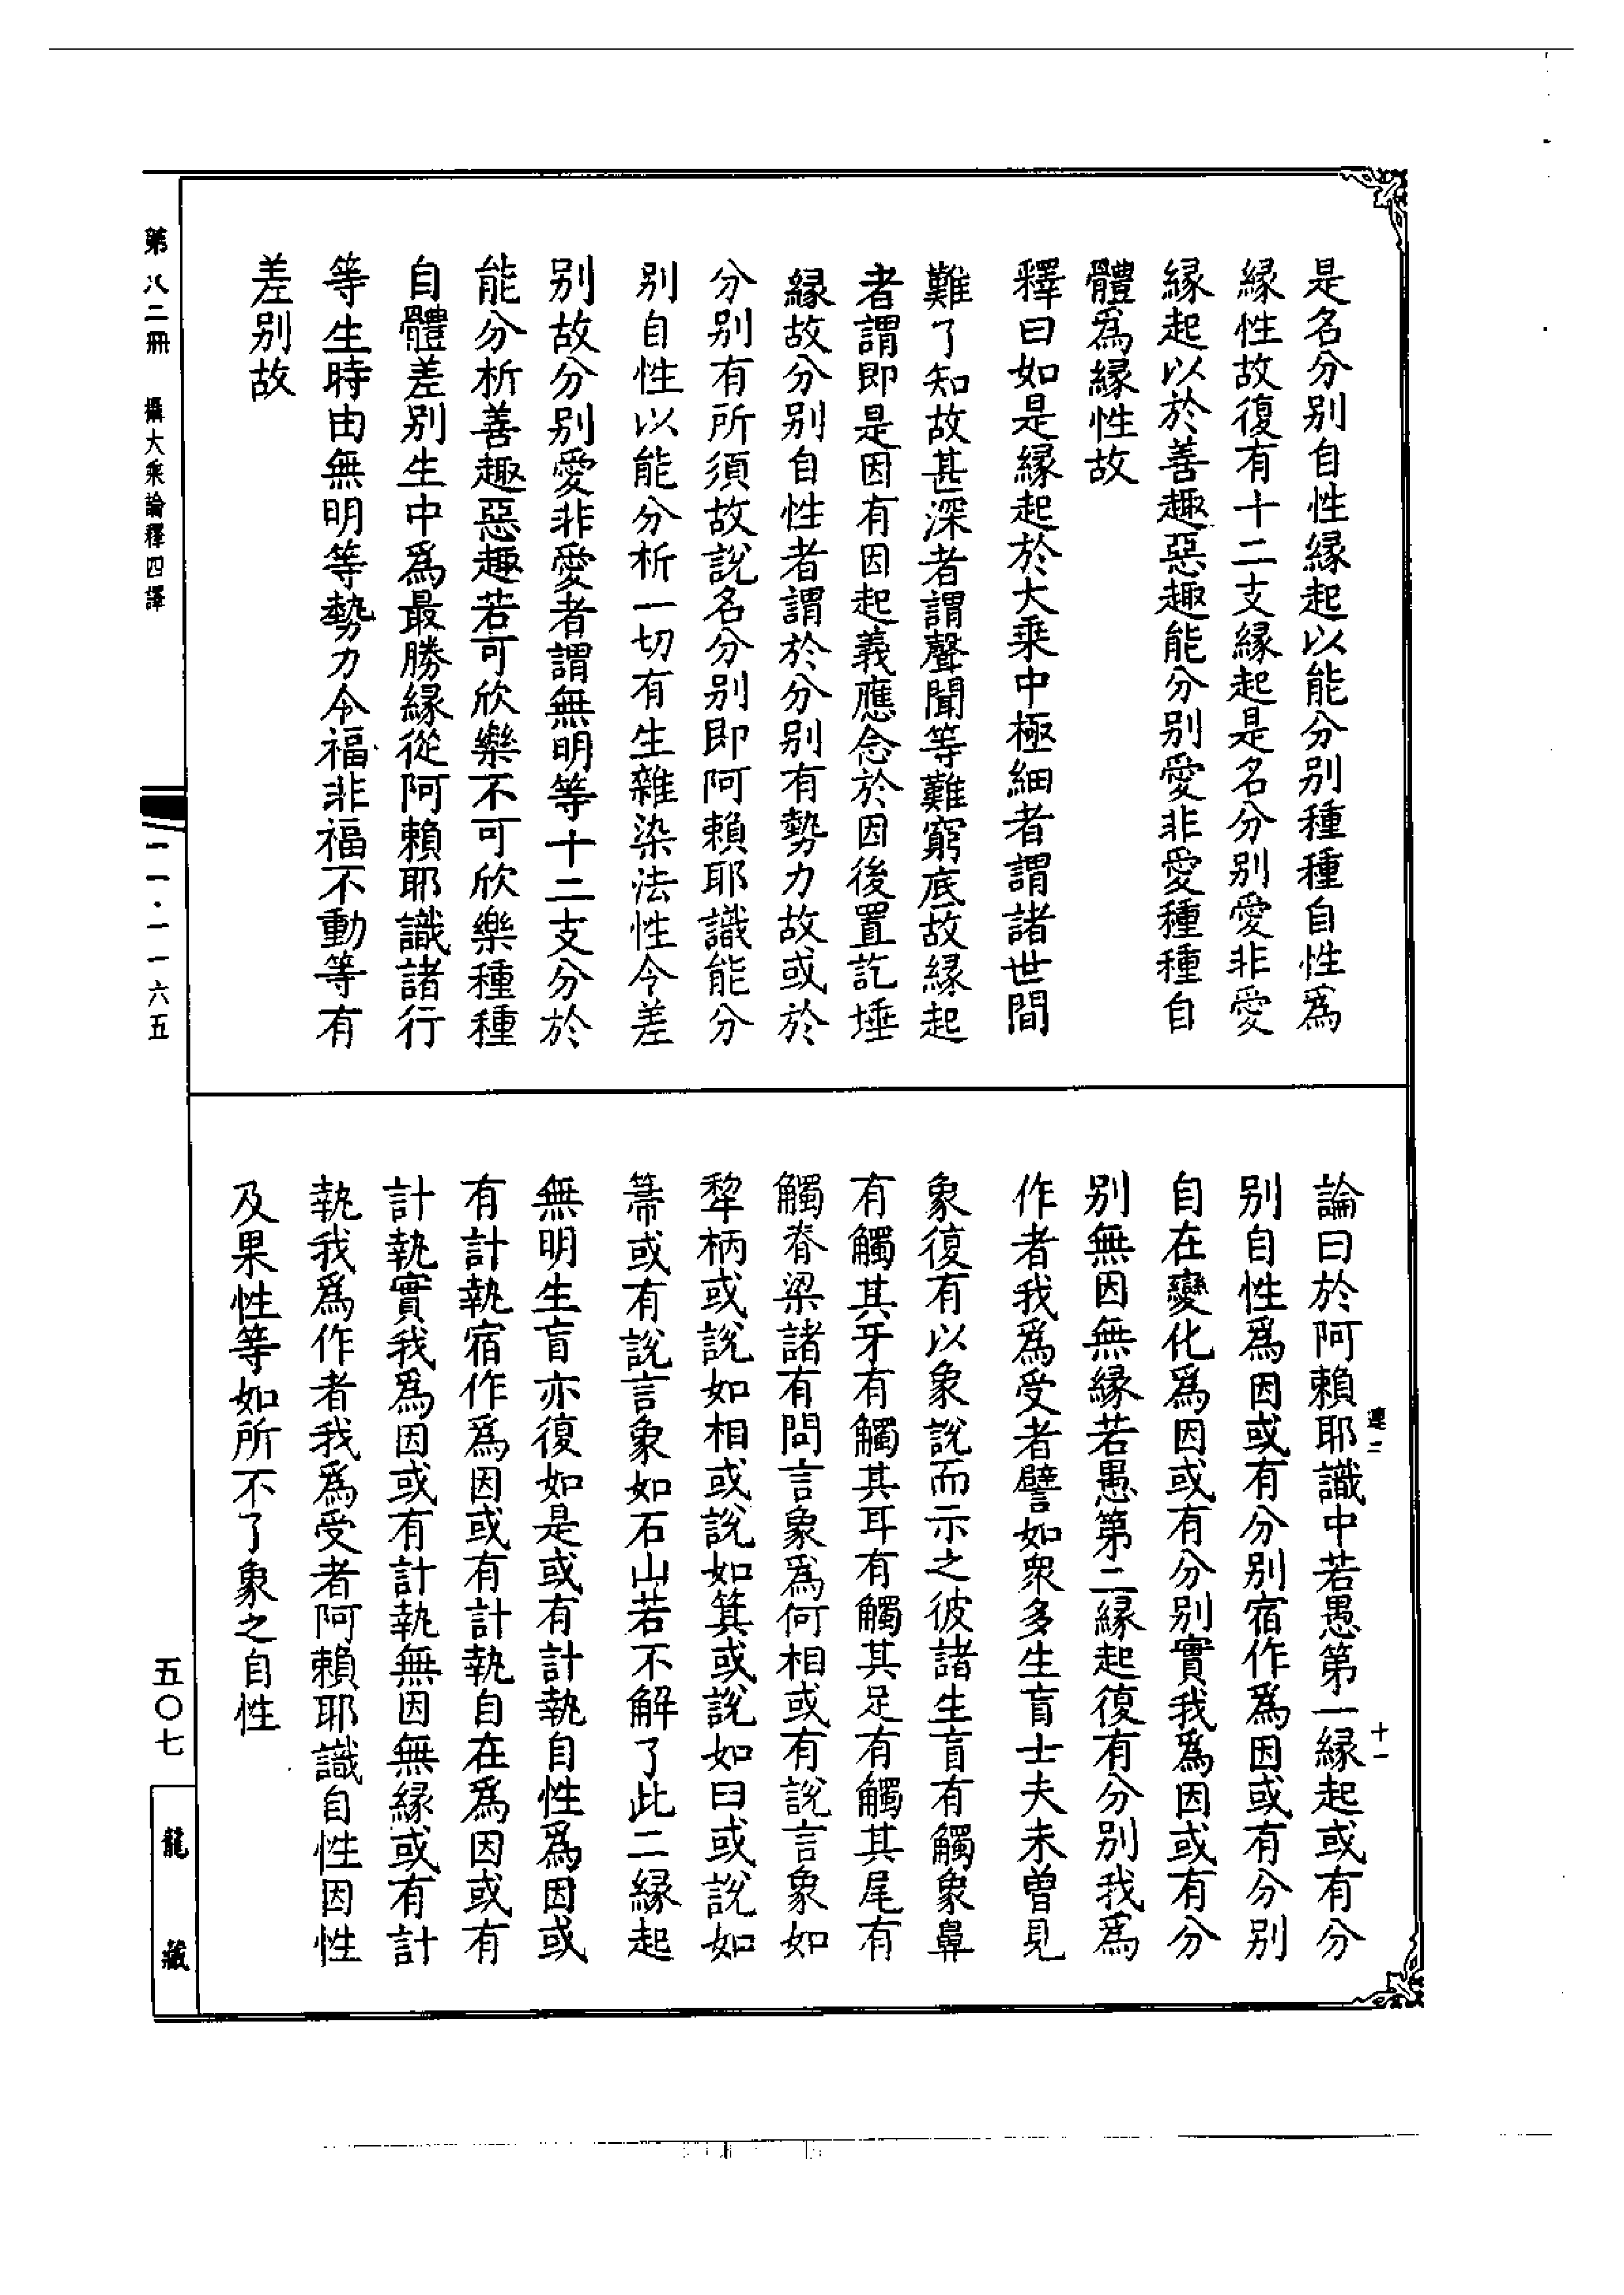 是名分別自性緣起以能分別種種自性爲
緣性故復有十二支緣起是名分別愛非愛
緣起以於善趣惡趣能分別愛非愛種種自
體爲緣性故
釋曰如是緣起於大乘中極細者謂諸世間
難了知故甚深者謂聲聞等難窮底故緣起
者謂即是因有因起義應念於因後置訖埵
緣故分別自性者謂於分別有勢力故或於
分別有所須故說名分別即阿賴耶識能分
別自性以能分析一切有生雜染法性令差
別故分別愛非愛者謂無明等十二支分於
能分析善趣惡趣若可欣樂不可欣樂種種
自體差別生中爲最勝緣從阿賴耶識諸行
等生時由無明等勢力令福非福不動等有
差別故
論曰於阿賴耶識中若愚第一緣起或有分
別自性爲因或有分別宿作爲因或有分別
自在變化爲因或有分別實我爲因或有分
別無因無緣若愚第二緣起復有分別我爲
作者我爲受者譬如衆多生盲士夫未曾見
象復有以象說而示之彼諸生盲有觸象鼻
有觸其牙有觸其耳有觸其足有觸其尾有
觸脊梁諸有問言象爲何相或有說言象如
犂柄或說如相或說如箕或說如臼或說如
箒或有說言象如石山若不解了此二緣起
無明生盲亦復如是或有計執自性爲因或
有計執宿作爲因或有計執自在爲因或有
計執實我爲因或有計執無因無緣或有計
執我爲作者我爲受者阿賴耶識自性因性
及果性等如所不了象之自性
十一
第八二冊 攝大乘論釋四譯
一一一·一一六五
五〇七
龍藏